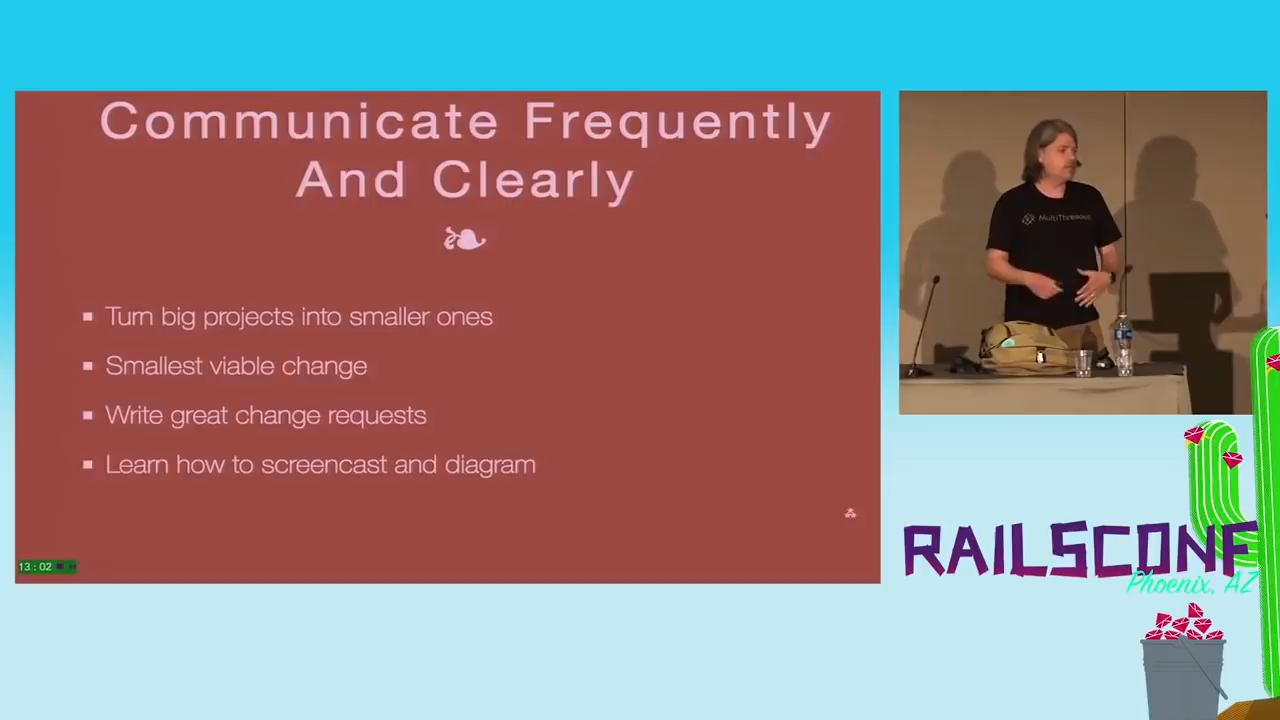 Communicate Frequently
And Clearly
Turn big projects into smaller ones
Smallest viable change
Write great change requests
Learn how to screencast and diagram
13:02
MultiThreaded
RAILSCONF
Phoenix, AZ